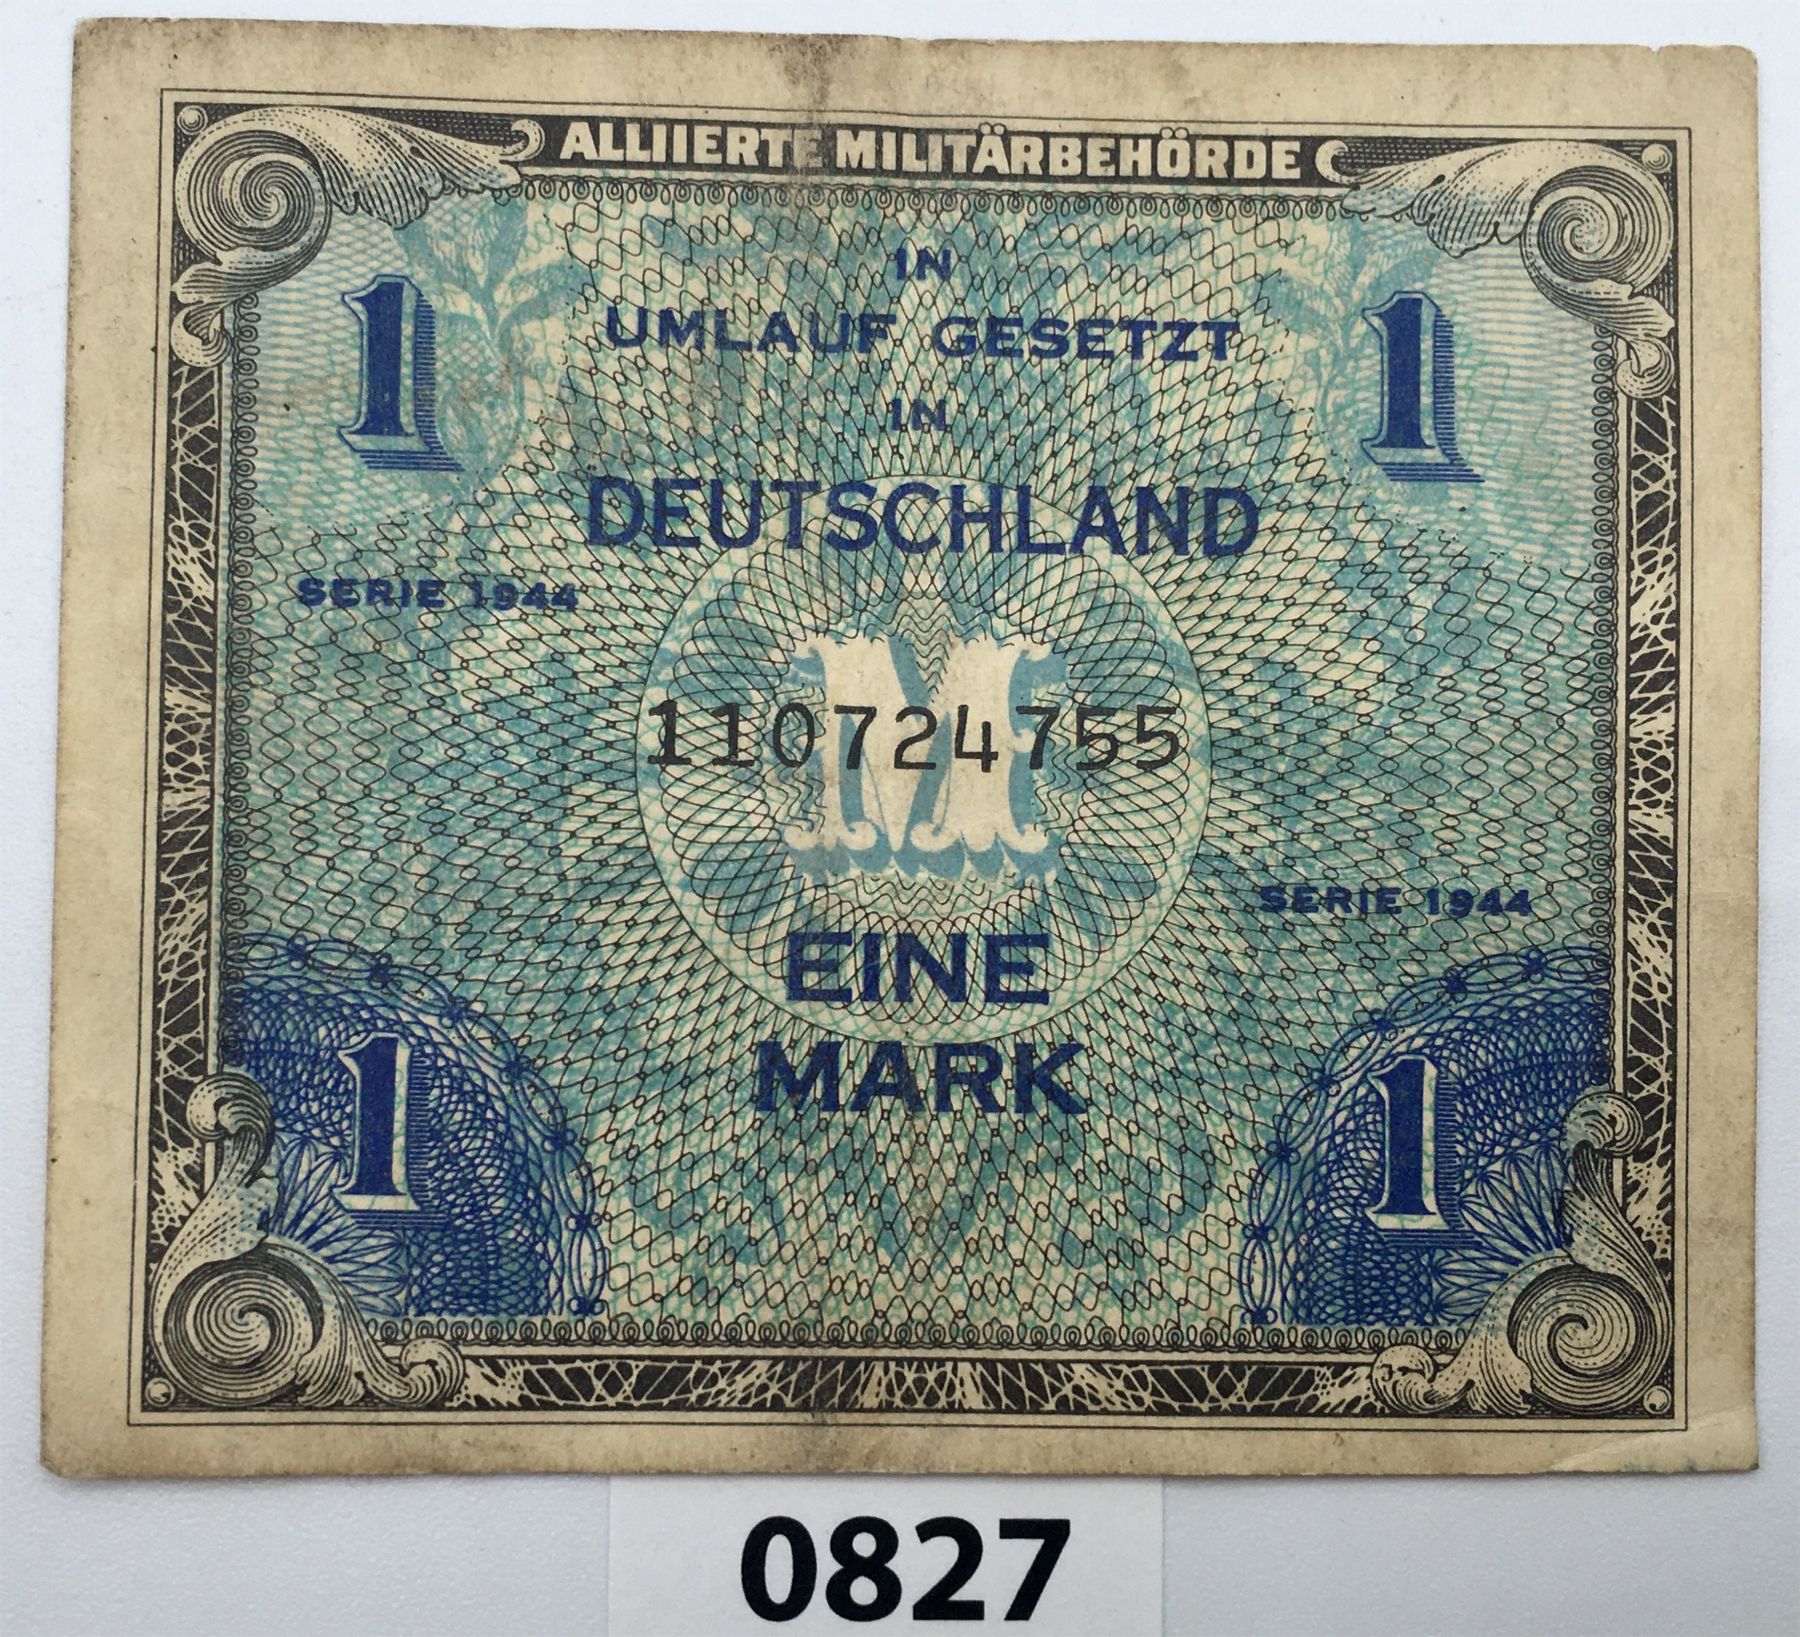 ALLIIERTE MILITÄRBEHÖRDE
IN
1 UMLAUF GESETZT 1
IN
DEUTSCHLAND
SERIE 1944
M
110724755
SERIE 1944
EINE
MARK
1 1
0827